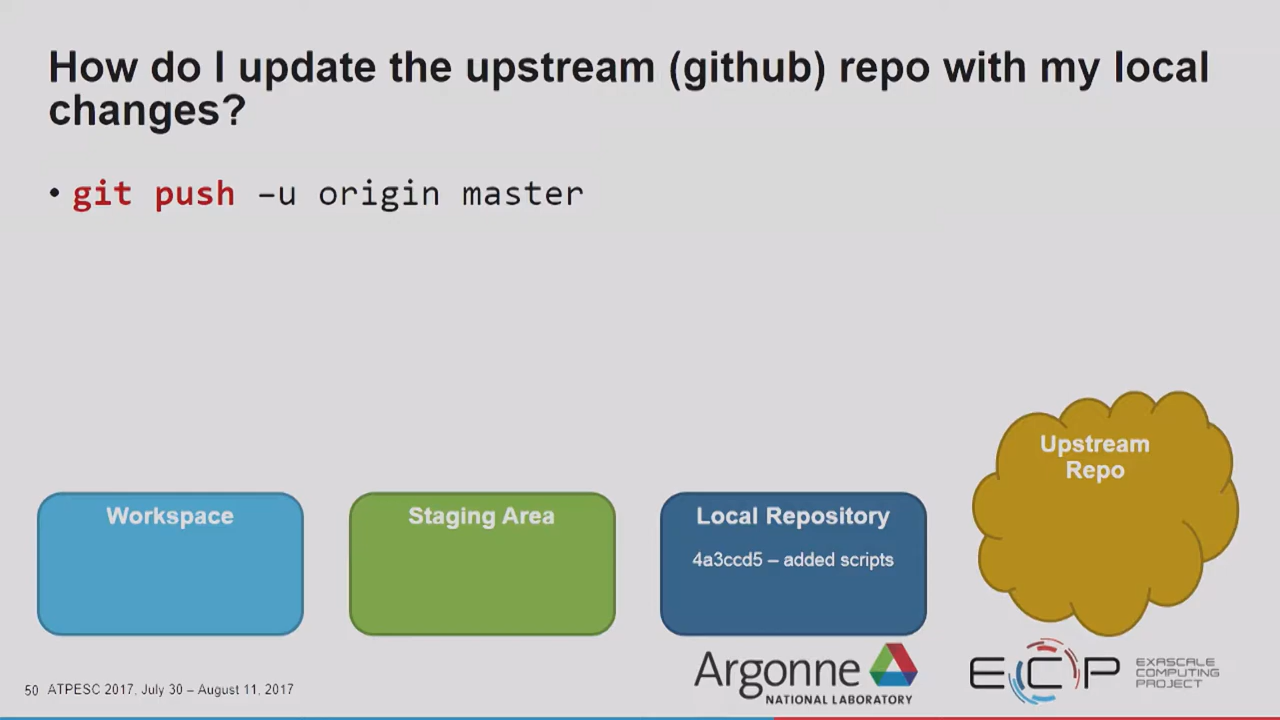 How do I update the upstream (github) repo with my local
changes?
• git push –u origin master
Upstream
Repo
Workspace
Staging Area
Local Repository
4a3ccd5 – added scripts
50 ATPESC 2017, July 30 – August 11, 2017
Argonne
NATIONAL LABORATORY
ECP
EXASCALE
COMPUTING
PROJECT